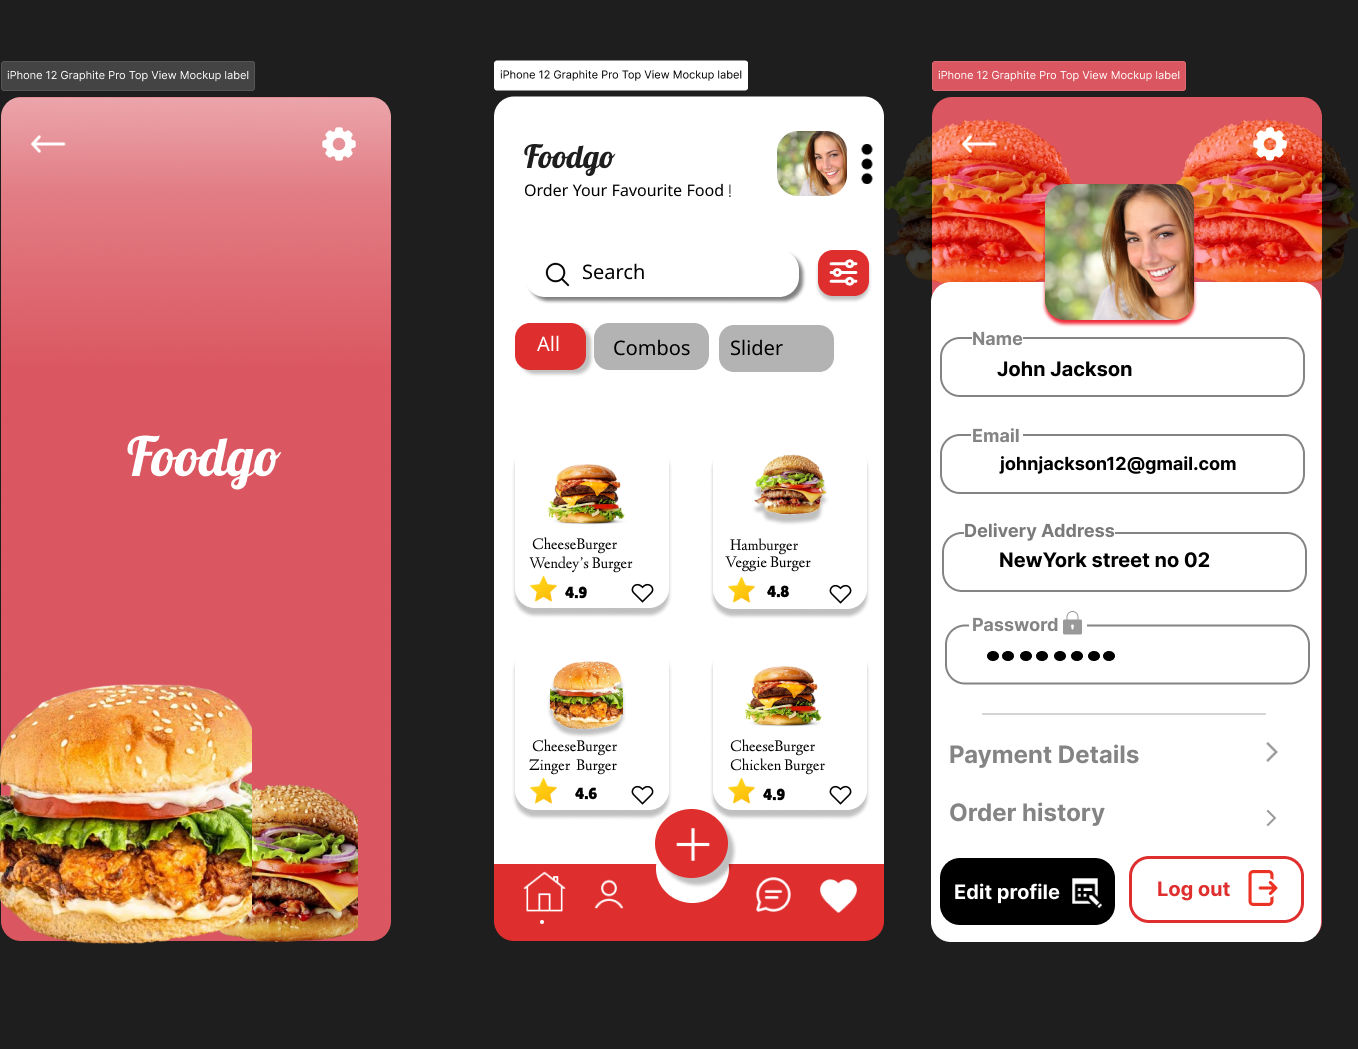 iPhone 12 Graphite Pro Top View Mockup label
Foodgo
iPhone 12 Graphite Pro Top View Mockup label
Foodgo
Order Your Favourite Food !
Search
All
Combos
Slider
CheeseBurger
Wendey's Burger
4.9
Hamburger
Veggie Burger
4.8
CheeseBurger
Zinger Burger
4.6
CheeseBurger
Chicken Burger
4.9
iPhone 12 Graphite Pro Top View Mockup label
Name
John Jackson
Email
johnjackson12@gmail.com
Delivery Address
NewYork street no 02
Password
Payment Details
Order history
Edit profile
Log out